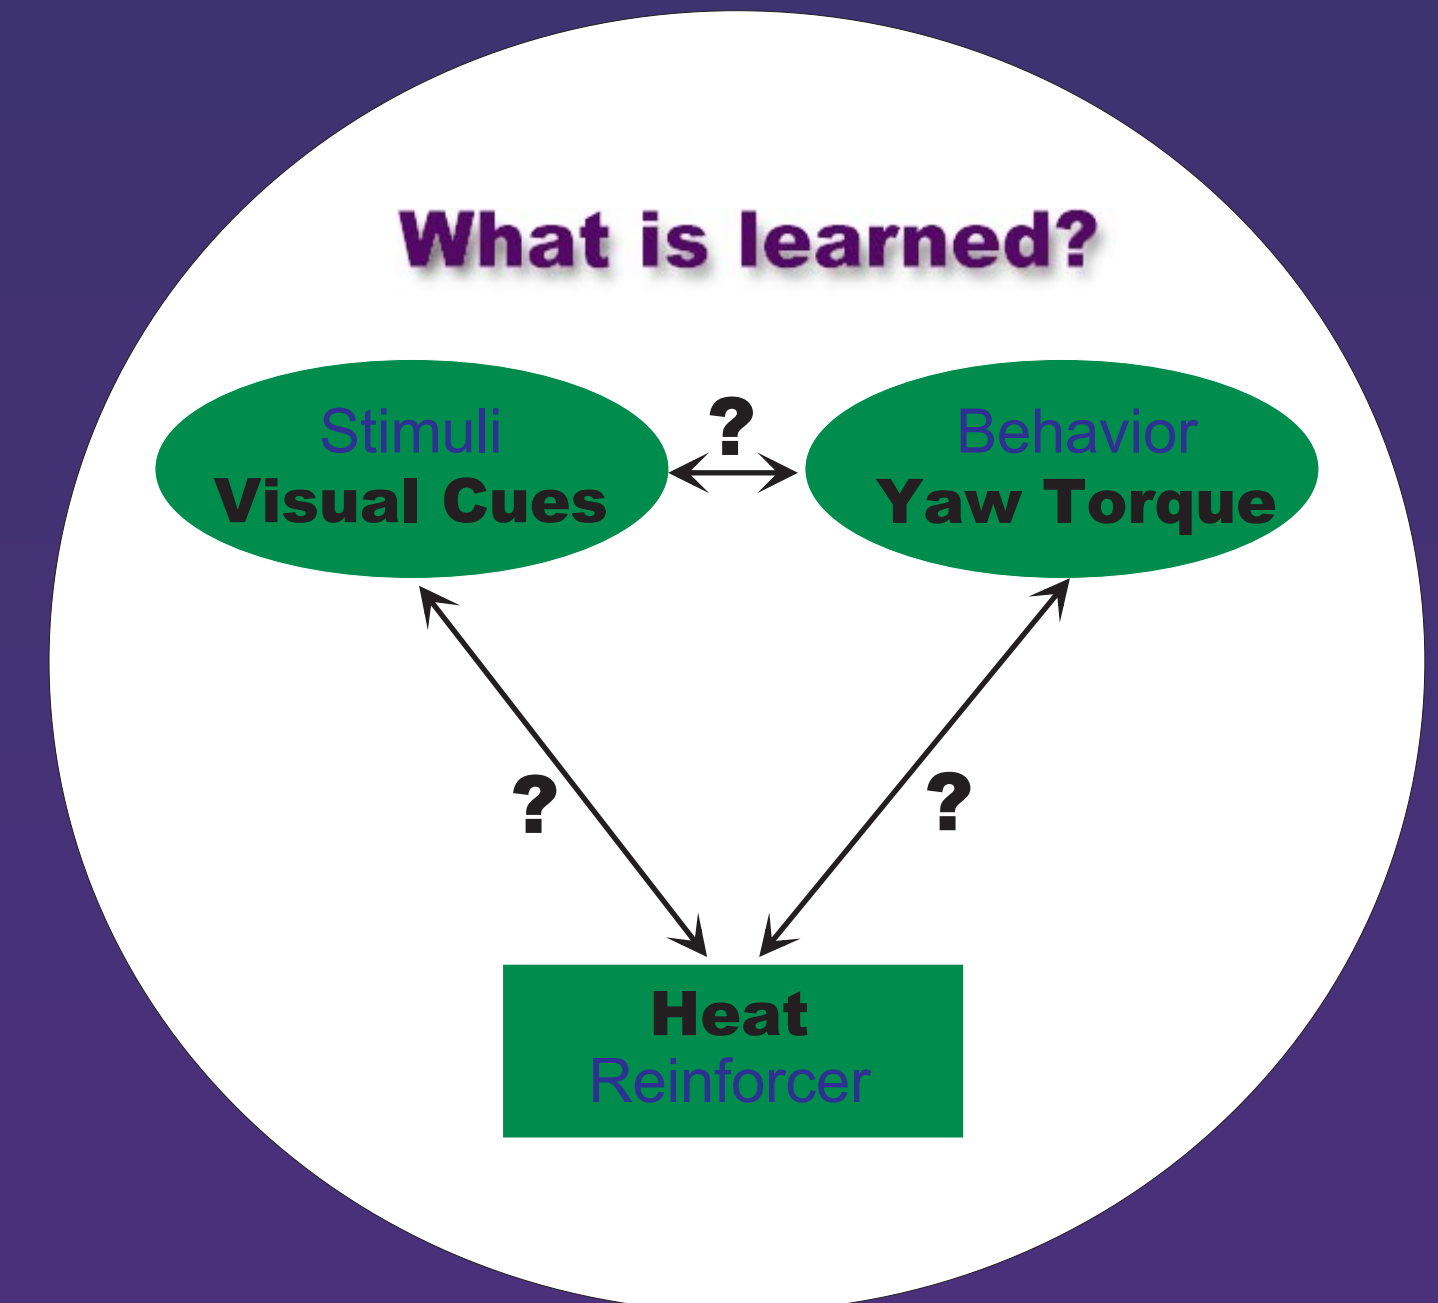 What is learned?
?
Stimuli
Visual Cues
Behavior
Yaw Torque
?
?
Heat
Reinforcer